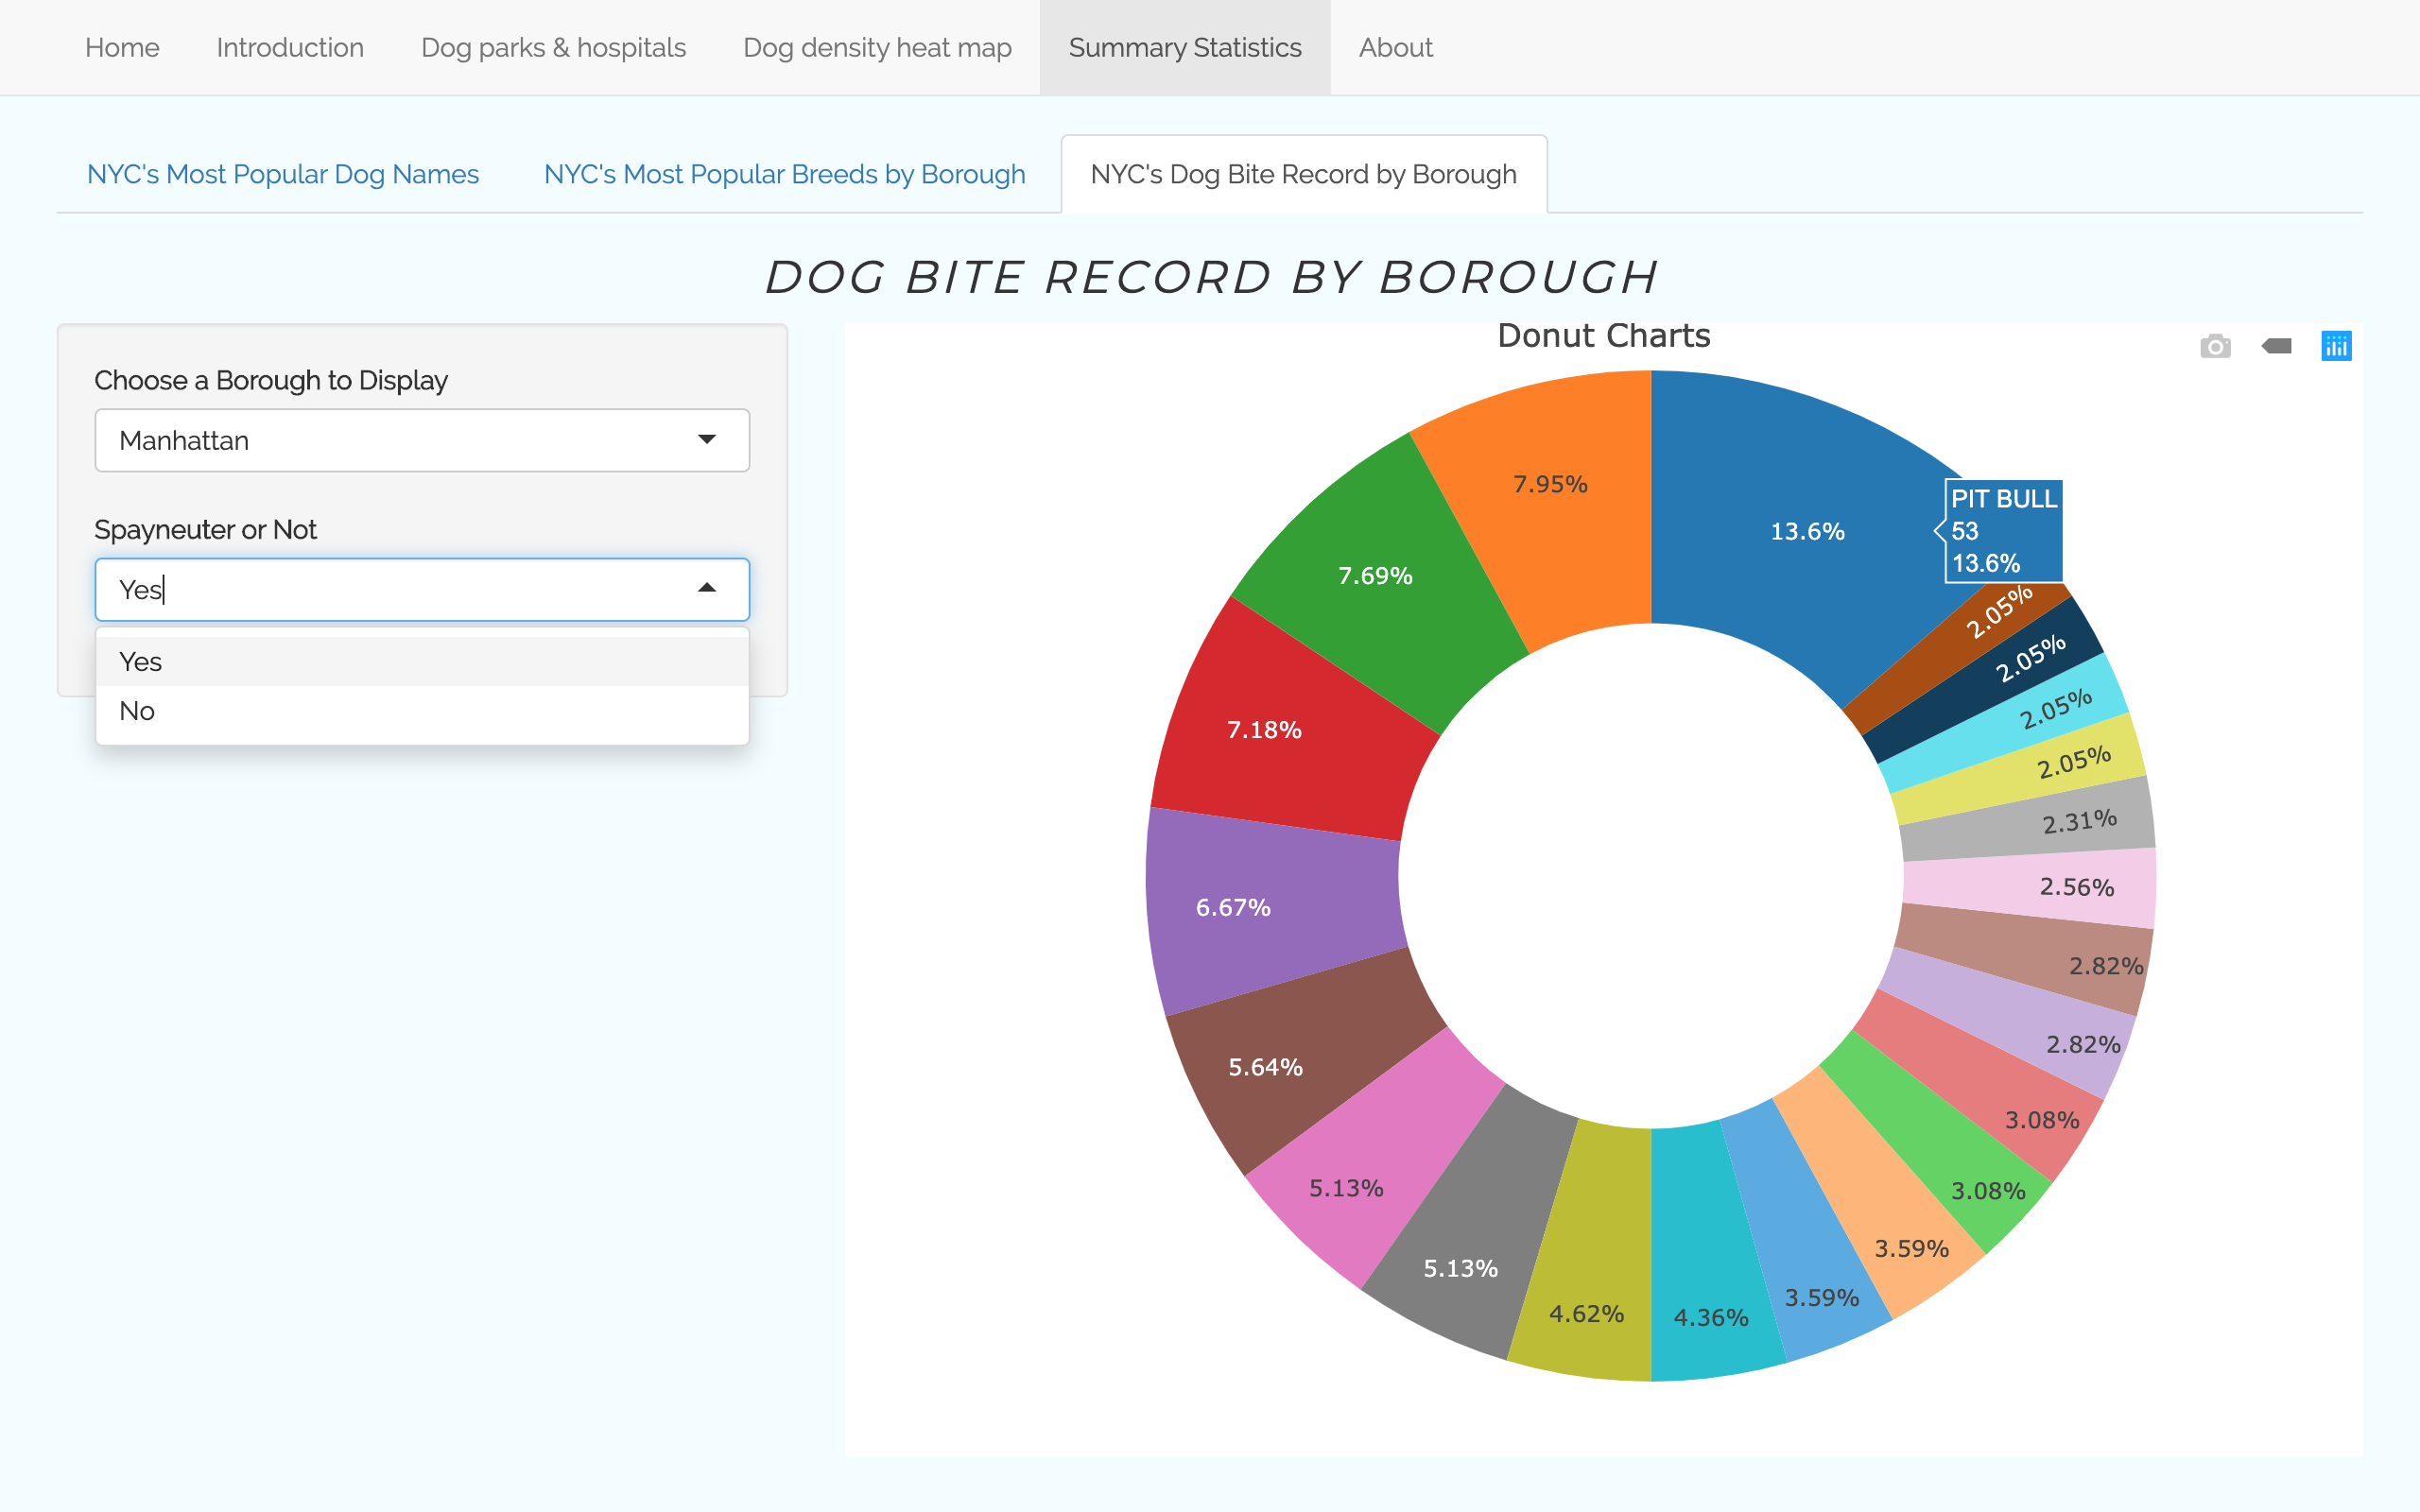 Home Introduction Dog parks & hospitals Dog density heat map Summary Statistics About
NYC's Most Popular Dog Names NYC's Most Popular Breeds by Borough NYC's Dog Bite Record by Borough
DOG BITE RECORD BY BOROUGH
Choose a Borough to Display
Manhattan
Spayneuter or Not
Yes
Yes
No
Donut Charts
13.6%
PIT BULL
53
13.6%
2.05%
2.05%
2.05%
2.05%
2.31%
2.56%
2.82%
2.82%
3.08%
3.08%
3.59%
3.59%
4.36%
4.62%
5.13%
5.13%
5.64%
6.67%
7.18%
7.69%
7.95%